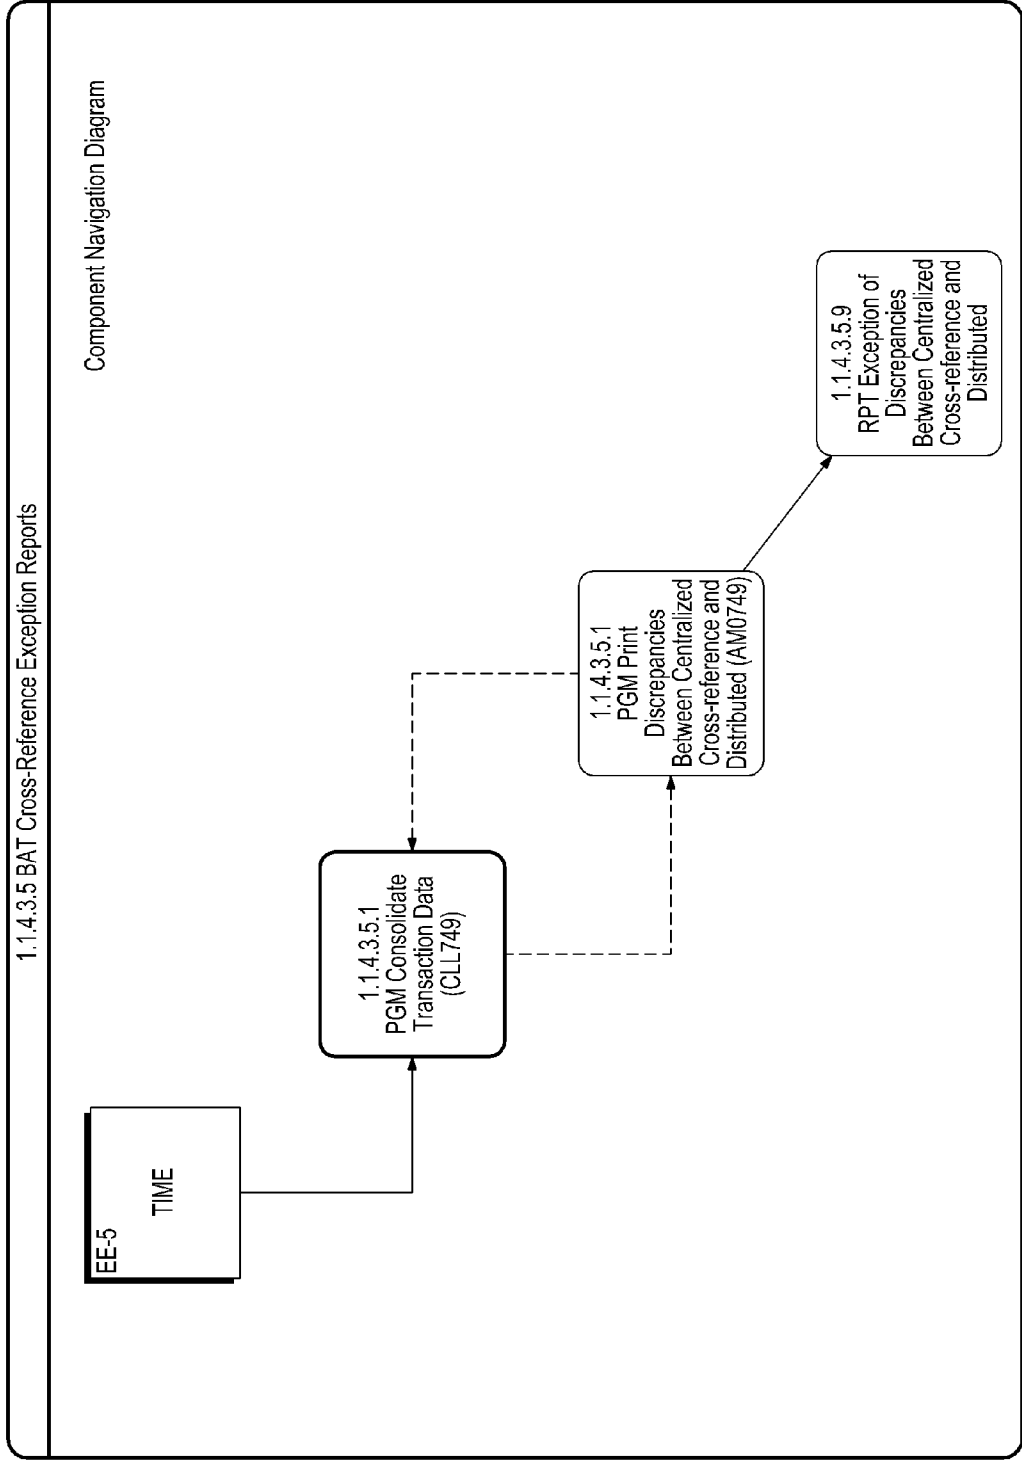 1.1.4.3.5 BAT Cross-Reference Exception Reports
Component Navigation Diagram
EE-5
TIME
1.1.4.3.5.1
PGM Consolidate
Transaction Data
(CLL749)
1.1.4.3.5.1
PGM Print
Discrepancies
Between Centralized
Cross-reference and
Distributed (AM0749)
1.1.4.3.5.9
RPT Exception of
Discrepancies
Between Centralized
Cross-reference and
Distributed